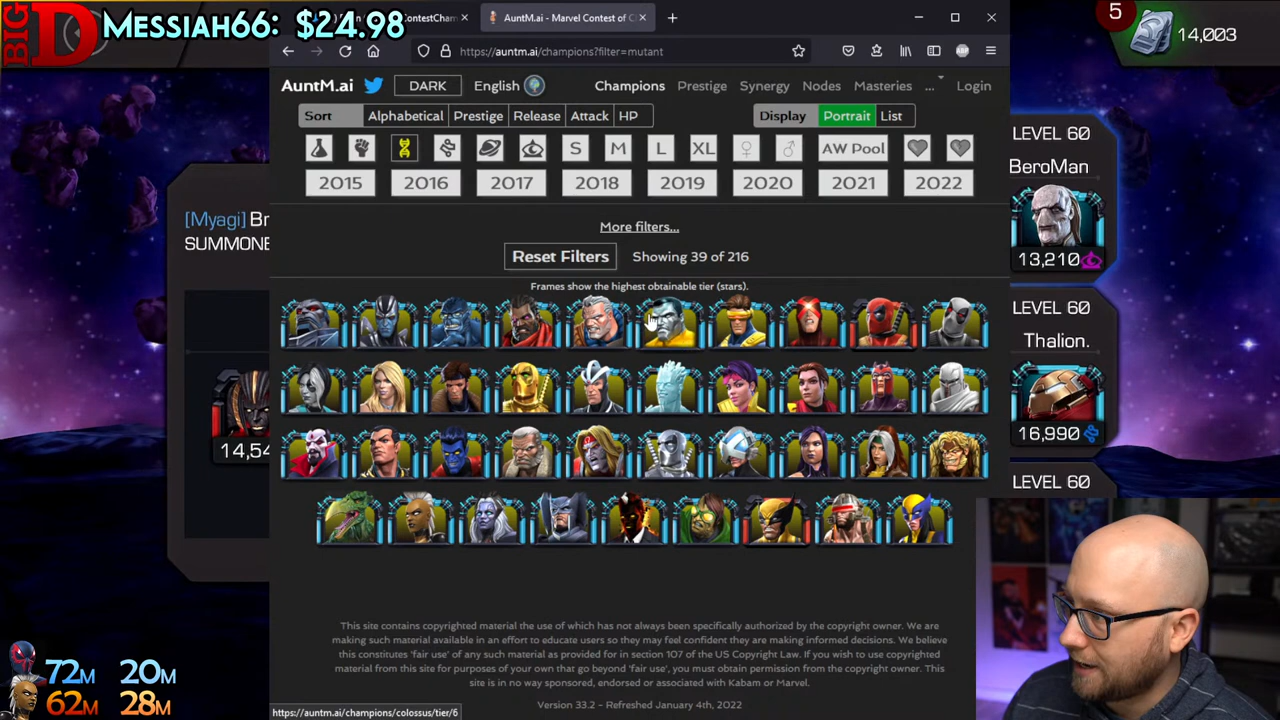 BIG D MESSIAH66: $24.98
ContestCham
AuntM.ai - Marvel Contest of C
5
14,003
https://auntm.ai/champions?filter=mutant
AuntM.ai DARK English Champions Prestige Synergy Nodes Masteries ... Login
Sort Alphabetical Prestige Release Attack HP Display Portrait List
S M L XL AW Pool
2015 2016 2017 2018 2019 2020 2021 2022
More filters...
Reset Filters Showing 39 of 216
Frames show the highest obtainable tier (stars).
[Myagi] Br
SUMMONE
14,54
LEVEL 60
BeroMan
13,210
LEVEL 60
Thalion.
16,990
LEVEL 60
This site contains copyrighted material the use of which has not always been specifically authorized by the copyright owner. We are
making such material available in an effort to educate users so they may feel confident they are making informed decisions. We believe
this constitutes 'fair use' of any such material as provided for in section 107 of the US Copyright Law. If you wish to use copyrighted
material from this site for purposes of your own that go beyond 'fair use', you must obtain permission from the copyright owner. This
site is in no way sponsored, endorsed or associated with Kabam or Marvel.
Version 33.2 - Refreshed January 4th, 2022
https://auntm.ai/champions/colossus/tier/6
72M 20M
62M 28M